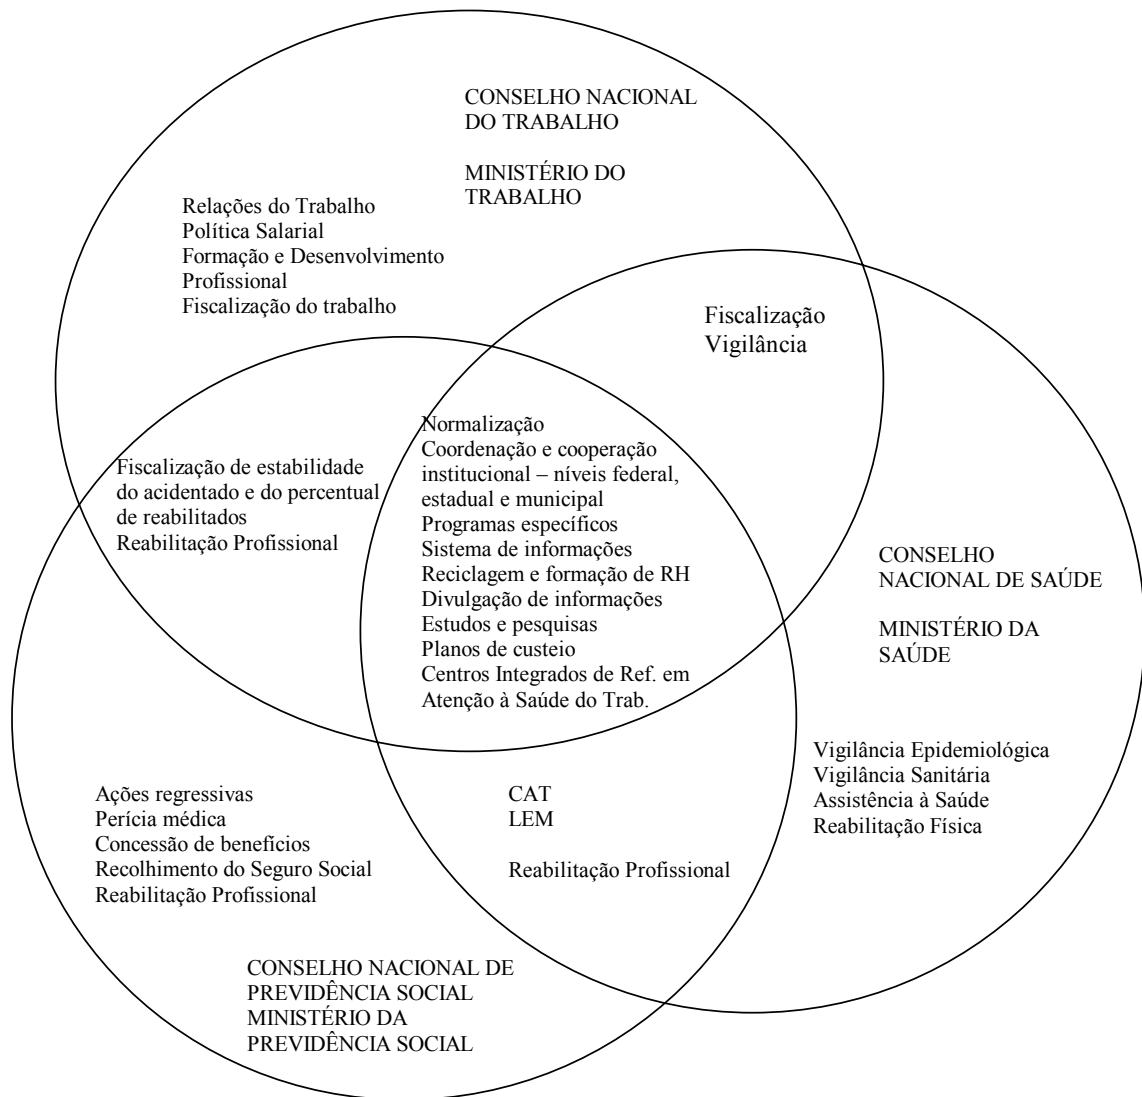 CONSELHO NACIONAL
DO TRABALHO
MINISTÉRIO DO
TRABALHO
Relações do Trabalho
Política Salarial
Formação e Desenvolvimento
Profissional
Fiscalização do trabalho
Fiscalização
Vigilância
Normalização
Coordenação e cooperação
institucional – níveis federal,
estadual e municipal
Programas específicos
Sistema de informações
Reciclagem e formação de RH
Divulgação de informações
Estudos e pesquisas
Planos de custeio
Centros Integrados de Ref. em
Atenção à Saúde do Trab.
Fiscalização de estabilidade
do acidentado e do percentual
de reabilitados
Reabilitação Profissional
CONSELHO
NACIONAL DE SAÚDE
MINISTÉRIO DA
SAÚDE
Vigilância Epidemiológica
Vigilância Sanitária
Assistência à Saúde
Reabilitação Física
Ações regressivas
Perícia médica
Concessão de benefícios
Recolhimento do Seguro Social
Reabilitação Profissional
CAT
LEM
Reabilitação Profissional
CONSELHO NACIONAL DE
PREVIDÊNCIA SOCIAL
MINISTÉRIO DA
PREVIDÊNCIA SOCIAL